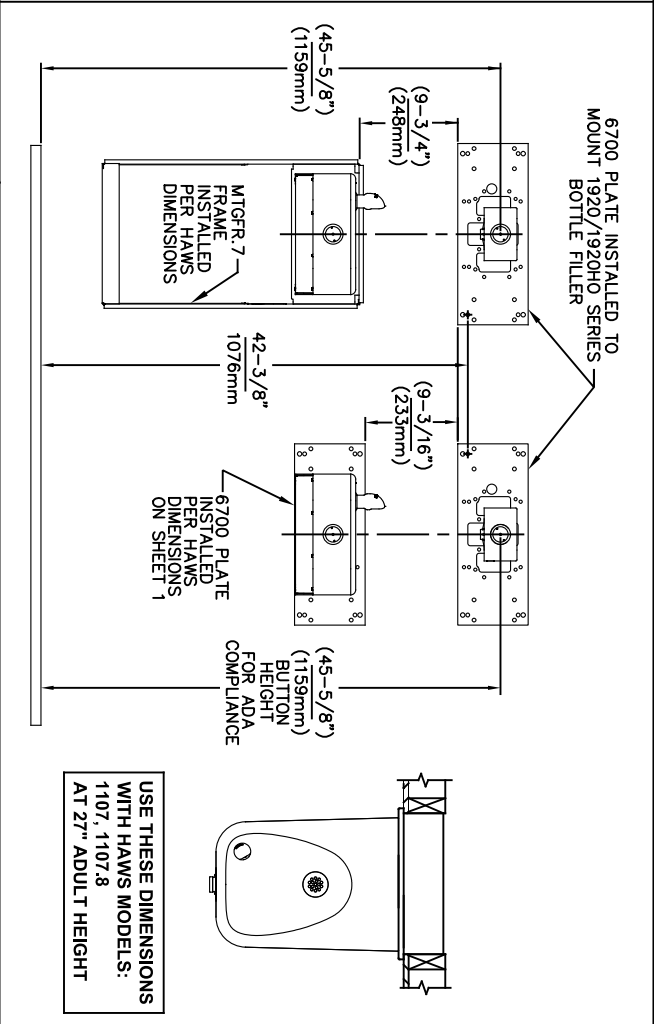 6700 PLATE INSTALLED TO
MOUNT 1920/1920HO SERIES
BOTTLE FILLER
(45-5/8")
(1159mm)
(9-3/4")
(248mm)
MTGFR.7
FRAME
INSTALLED
PER HAWS
DIMENSIONS
42-3/8"
1076mm
(9-3/16")
(233mm)
6700 PLATE
INSTALLED
PER HAWS
DIMENSIONS
ON SHEET 1
(45-5/8")
(1159mm)
BUTTON
HEIGHT
FOR ADA
COMPLIANCE
USE THESE DIMENSIONS
WITH HAWS MODELS:
1107, 1107.8
AT 27" ADULT HEIGHT